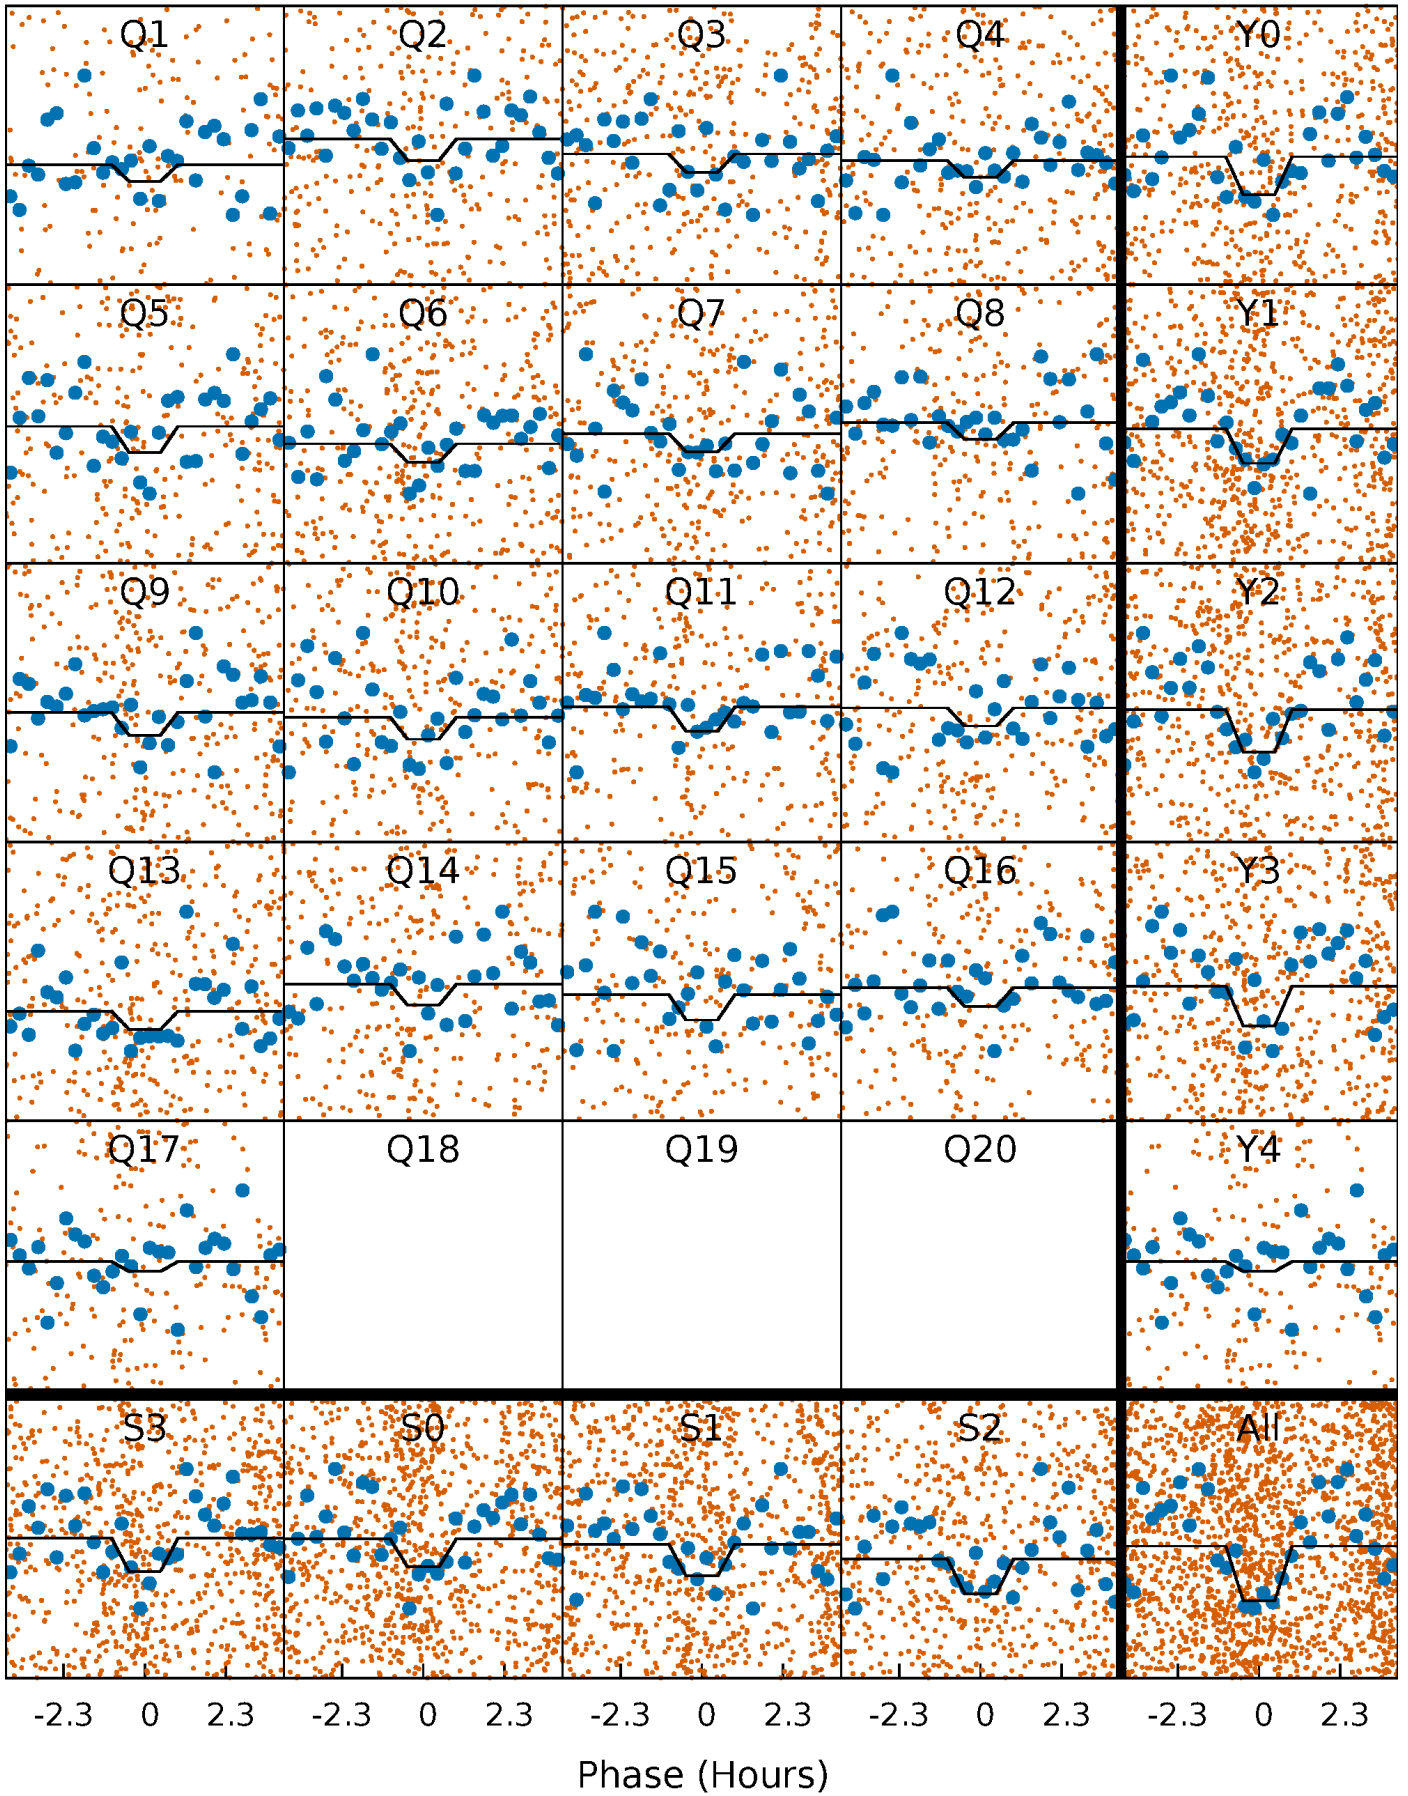 Q1 Q2 Q3 Q4 Y0
Q5 Q6 Q7 Q8 Y1
Q9 Q10 Q11 Q12 Y2
Q13 Q14 Q15 Q16 Y3
Q17 Q18 Q19 Q20 Y4
S3 S0 S1 S2 All
-2.3 0 2.3 -2.3 0 2.3 -2.3 0 2.3 -2.3 0 2.3 -2.3 0 2.3
Phase (Hours)